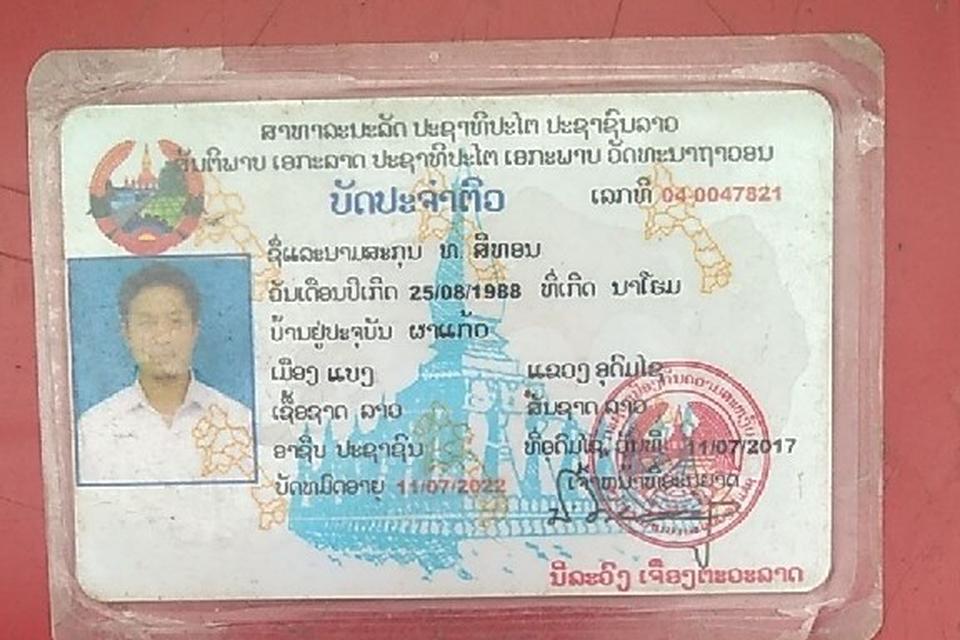 ສາທາລະນະລັດ ປະຊາທິປະໄຕ ປະຊາຊົນລາວ
ສັນຕິພາບ ເອກະລາດ ປະຊາທິປະໄຕ ເອກະພາບ ວັດທະນາຖາວອນ
ບັດປະຈຳຕົວ
ເລກທີ 04-0047821
ຊື່ແລະນາມສະກຸນ ທ. ສີທອນ
ວັນເດືອນປີເກີດ 25/08/1988 ທີ່ເກີດ ນາໂຮມ
ບ້ານຢູ່ປະຈຸບັນ ຜາແກ້ວ
ເມືອງ ແບງ ແຂວງ ອຸດົມໄຊ
ເຊື້ອຊາດ ລາວ ສັນຊາດ ລາວ
ອາຊີບ ປະຊາຊົນ ທີ່ອຸດົມໄຊ, ວັນທີ 11/07/2017
ບັດໝົດອາຍຸ 11/07/2022 ເຈົ້າໜ້າທີ່ອະນຸຍາດ
ນີລະວົງ ເຈືອງຕະວະລາດ